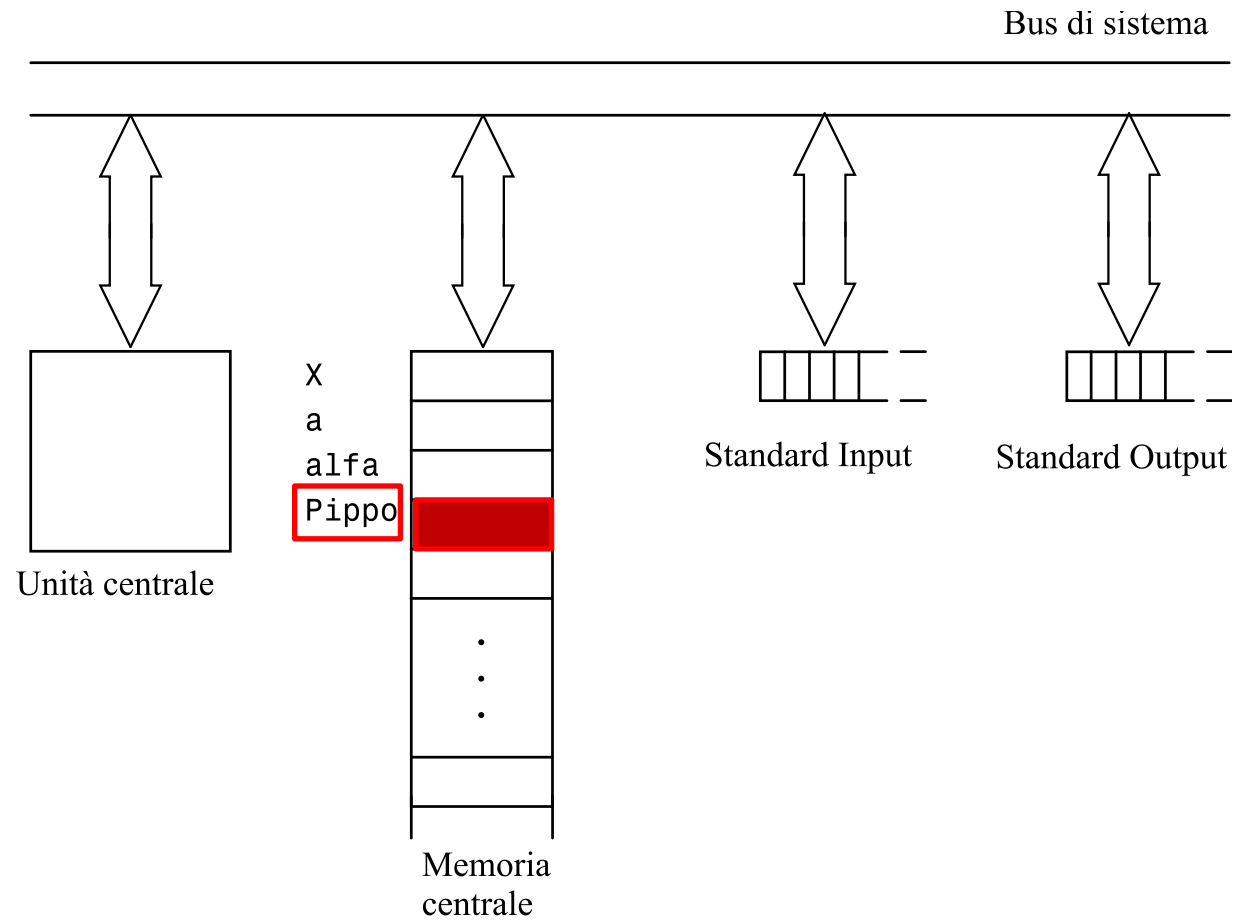 Bus di sistema
X
a
alfa
Pippo
Standard Input
Standard Output
Unità centrale
Memoria
centrale